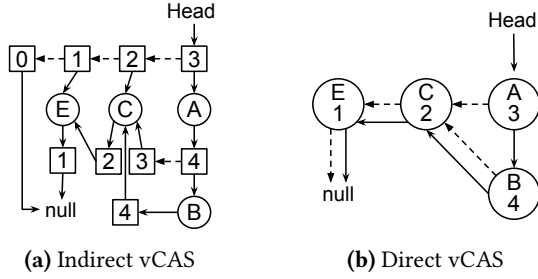 Head
0 1 2 3
E C A
1 2 3 4
null 4 B
(a) Indirect vCAS
Head
E 1
C 2
A 3
B 4
null
(b) Direct vCAS